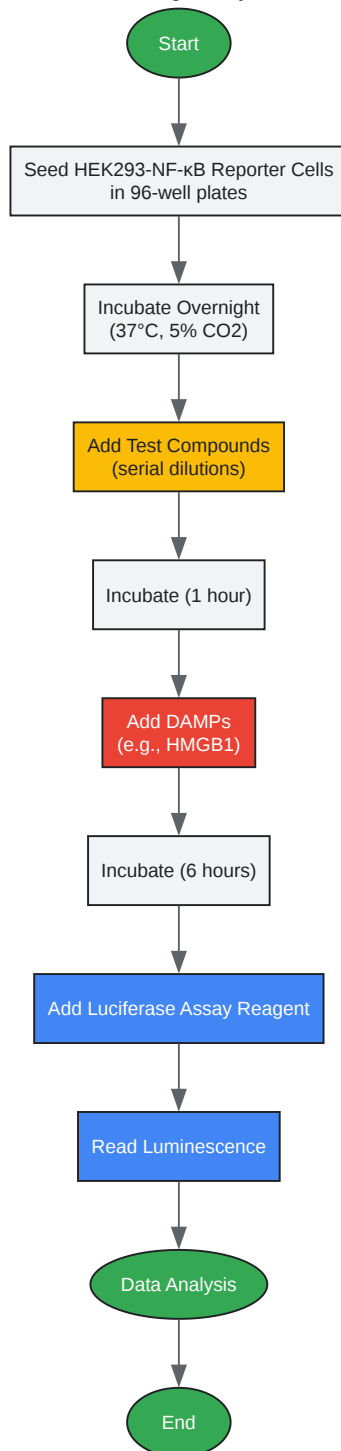 Start
Seed HEK293-NF-κB Reporter Cells
in 96-well plates
Incubate Overnight
(37°C, 5% CO2)
Add Test Compounds
(serial dilutions)
Incubate (1 hour)
Add DAMPs
(e.g., HMGB1)
Incubate (6 hours)
Add Luciferase Assay Reagent
Read Luminescence
Data Analysis
End